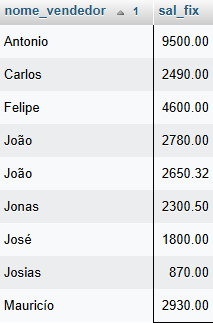 nome_vendedor 1 sal_fix
Antonio 9500.00
Carlos 2490.00
Felipe 4600.00
João 2780.00
João 2650.32
Jonas 2300.50
José 1800.00
Josias 870.00
Mauricío 2930.00